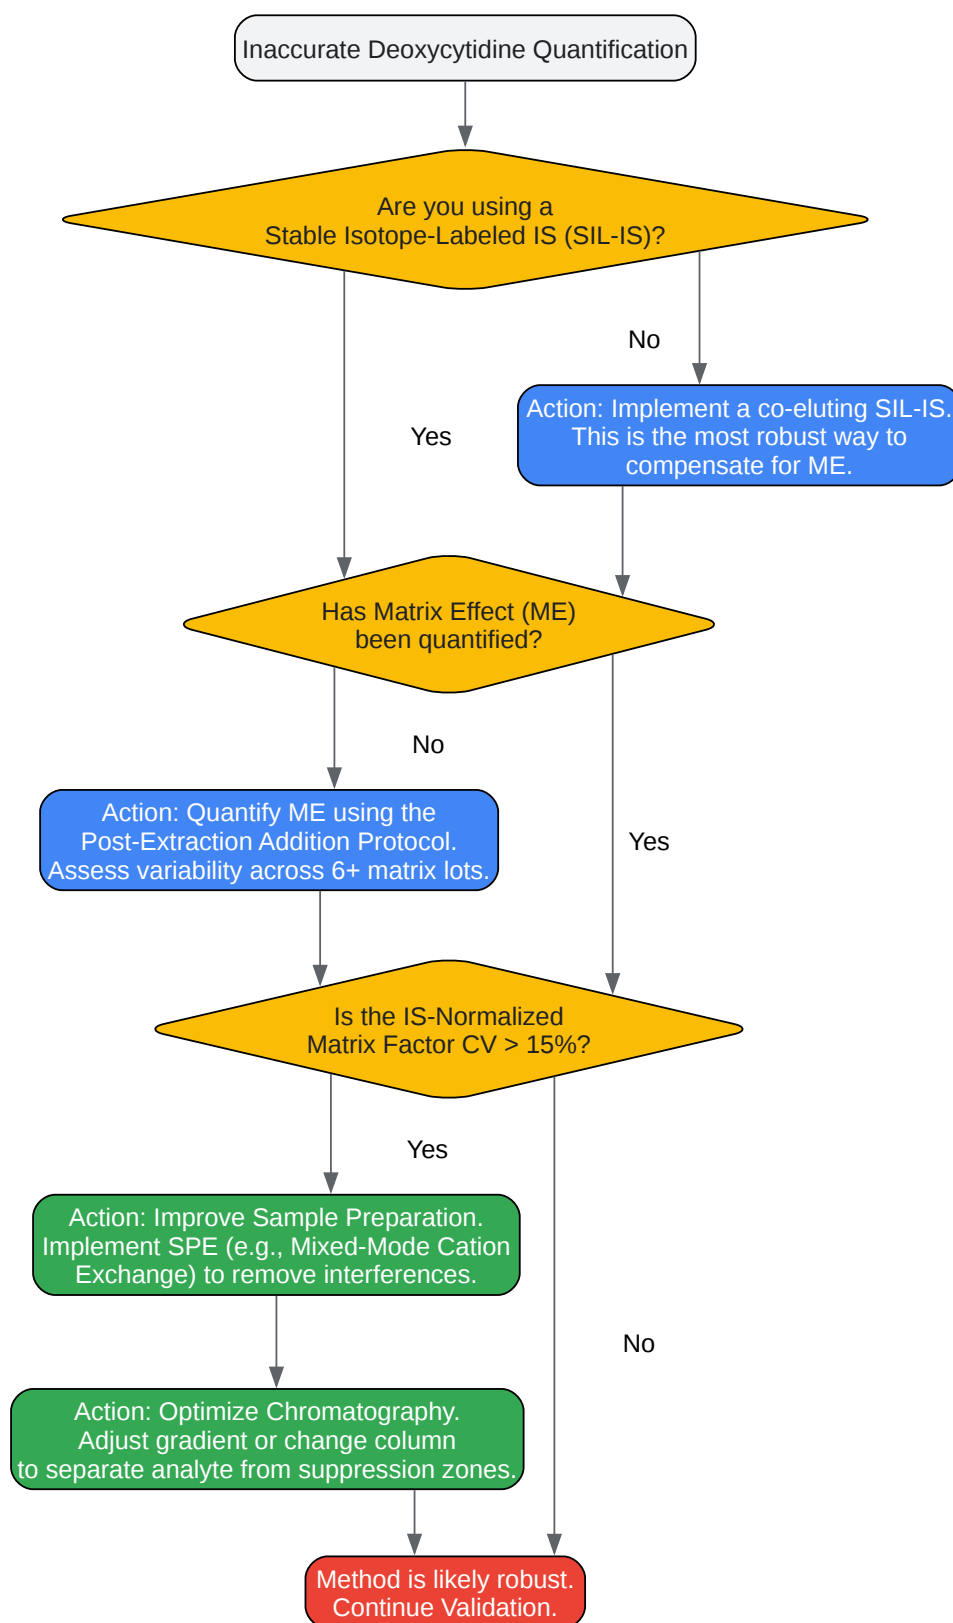 Inaccurate Deoxycytidine Quantification
Are you using a
Stable Isotope-Labeled IS (SIL-IS)?
No
Action: Implement a co-eluting SIL-IS.
This is the most robust way to
compensate for ME.
Yes
Has Matrix Effect (ME)
been quantified?
No
Action: Quantify ME using the
Post-Extraction Addition Protocol.
Assess variability across 6+ matrix lots.
Yes
Is the IS-Normalized
Matrix Factor CV > 15%?
Yes
Action: Improve Sample Preparation.
Implement SPE (e.g., Mixed-Mode Cation
Exchange) to remove interferences.
No
Action: Optimize Chromatography.
Adjust gradient or change column
to separate analyte from suppression zones.
Method is likely robust.
Continue Validation.